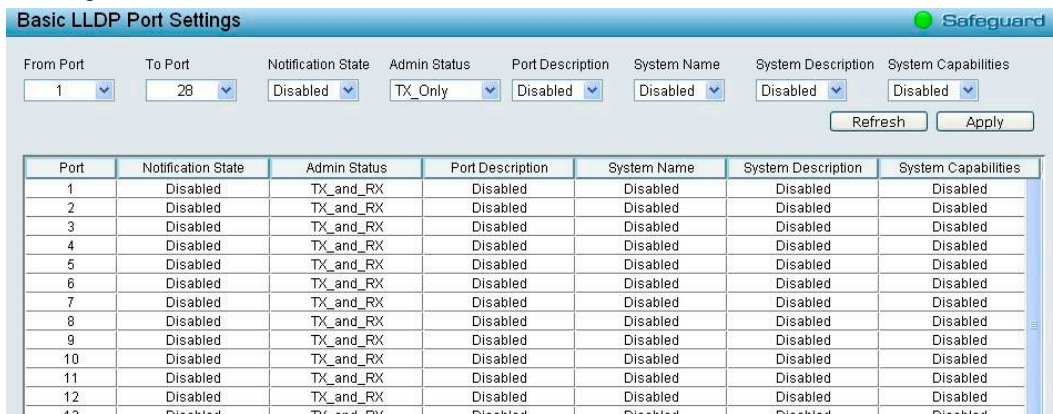 Basic LLDP Port Settings Safeguard
From Port To Port Notification State Admin Status Port Description System Name System Description System Capabilities
1 28 Disabled TX_Only Disabled Disabled Disabled Disabled
Refresh Apply
Port Notification State Admin Status Port Description System Name System Description System Capabilities
1 Disabled TX_and_RX Disabled Disabled Disabled Disabled
2 Disabled TX_and_RX Disabled Disabled Disabled Disabled
3 Disabled TX_and_RX Disabled Disabled Disabled Disabled
4 Disabled TX_and_RX Disabled Disabled Disabled Disabled
5 Disabled TX_and_RX Disabled Disabled Disabled Disabled
6 Disabled TX_and_RX Disabled Disabled Disabled Disabled
7 Disabled TX_and_RX Disabled Disabled Disabled Disabled
8 Disabled TX_and_RX Disabled Disabled Disabled Disabled
9 Disabled TX_and_RX Disabled Disabled Disabled Disabled
10 Disabled TX_and_RX Disabled Disabled Disabled Disabled
11 Disabled TX_and_RX Disabled Disabled Disabled Disabled
12 Disabled TX_and_RX Disabled Disabled Disabled Disabled